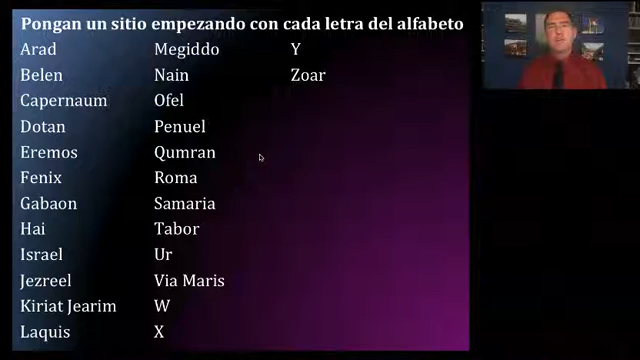 Pongan un sitio empezando con cada letra del alfabeto
Arad
Belen
Capernaum
Dotan
Eremos
Fenix
Gabaon
Hai
Israel
Jezreel
Kiriat Jearim
Laquis
Megiddo
Nain
Ofel
Penuel
Qumran
Roma
Samaria
Tabor
Ur
Via Maris
W
X
Y
Zoar